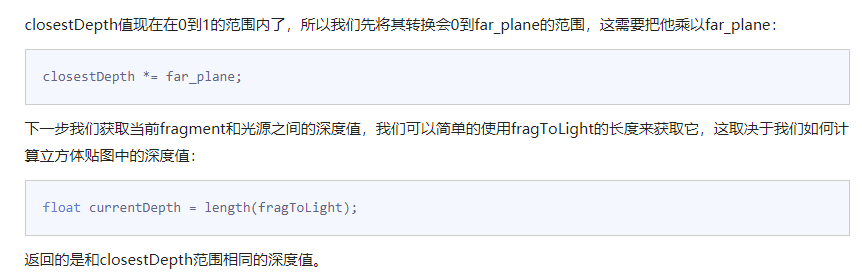 closestDepth值现在在0到1的范围内了，所以我们先将其转换会0到far_plane的范围，这需要把他乘以far_plane：
closestDepth *= far_plane;
下一步我们获取当前fragment和光源之间的深度值，我们可以简单的使用fragToLight的长度来获取它，这取决于我们如何计
算立方体贴图中的深度值：
float currentDepth = length(fragToLight);
返回的是和closestDepth范围相同的深度值。